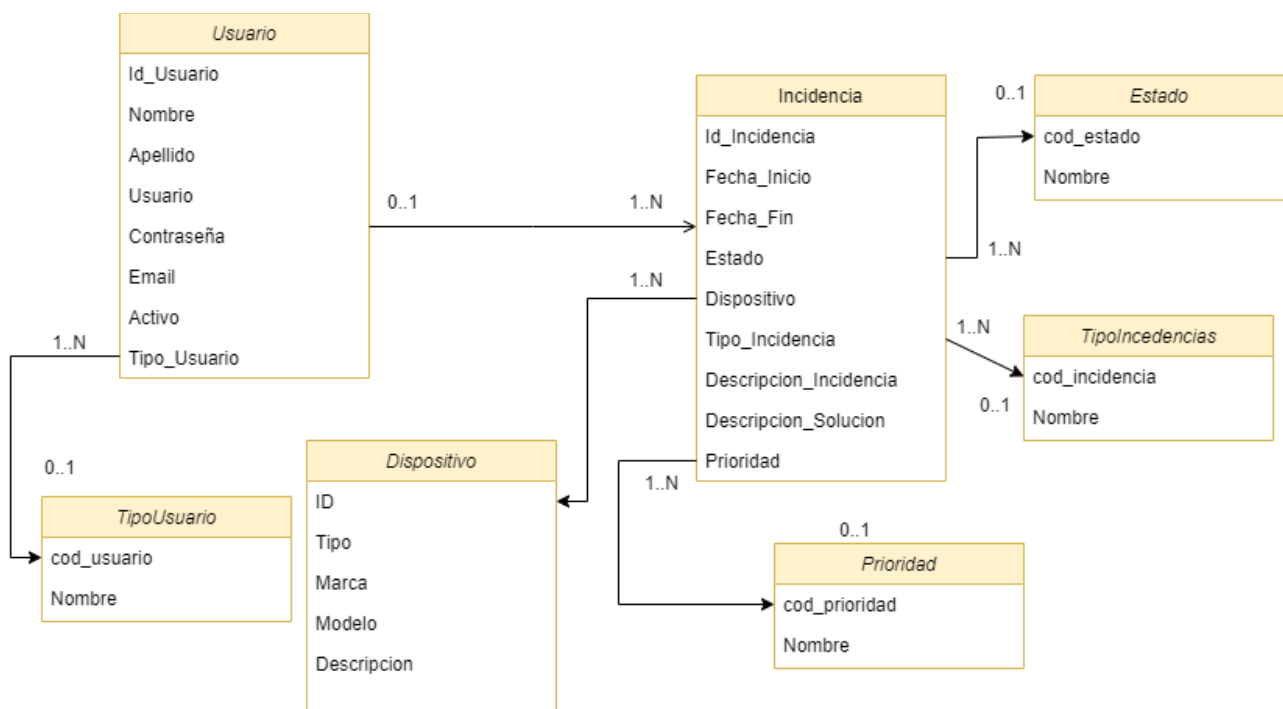 Usuario
Id_Usuario
Nombre
Apellido
Usuario
Contraseña
Email
Activo
Tipo_Usuario
0..1
1..N
Incidencia
Id_Incidencia
Fecha_Inicio
Fecha_Fin
Estado
Dispositivo
Tipo_Incidencia
Descripcion_Incidencia
Descripcion_Solucion
Prioridad
0..1
1..N
Estado
cod_estado
Nombre
1..N
0..1
TipoIncedencias
cod_incidencia
Nombre
1..N
1..N
0..1
TipoUsuario
cod_usuario
Nombre
Dispositivo
ID
Tipo
Marca
Modelo
Descripcion
1..N
0..1
Prioridad
cod_prioridad
Nombre